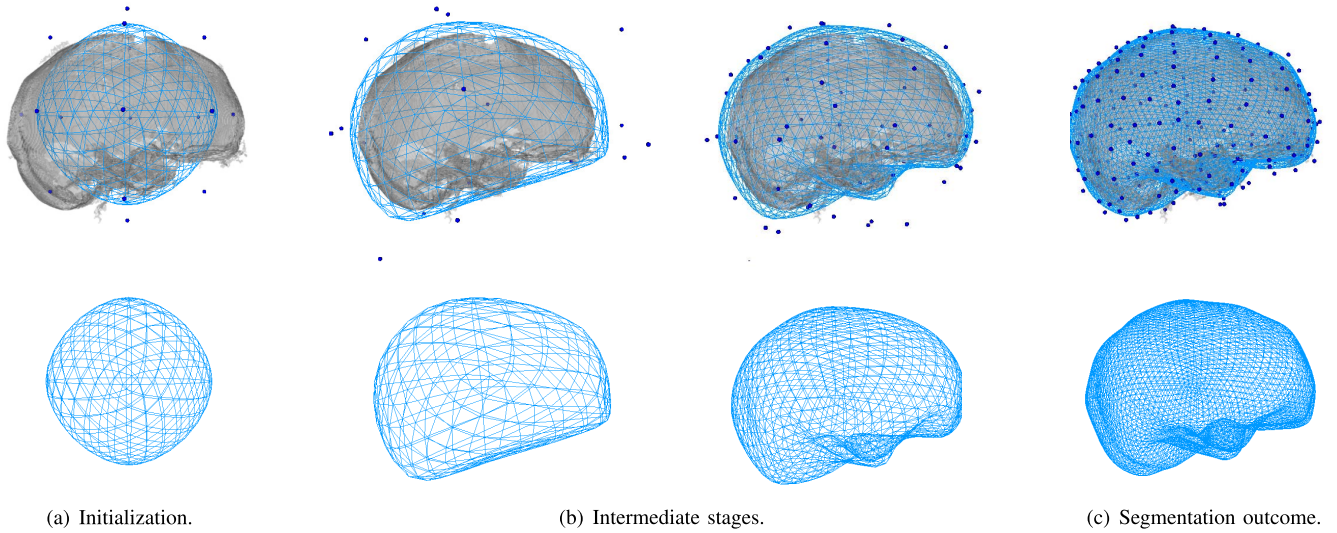 (a) Initialization.
(b) Intermediate stages.
(c) Segmentation outcome.